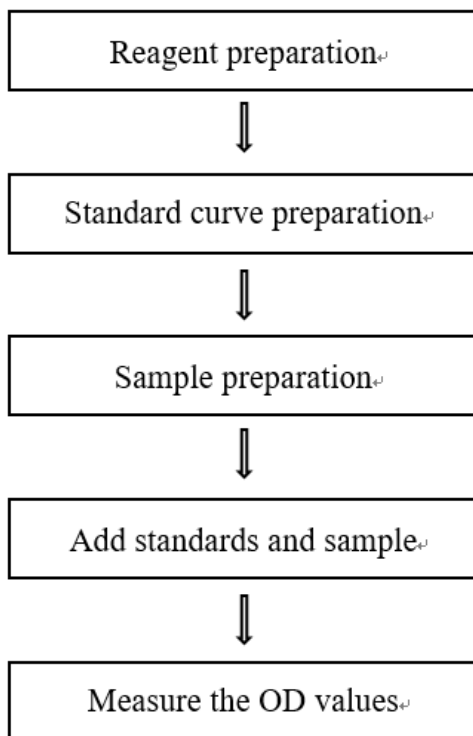 Reagent preparation
Standard curve preparation
Sample preparation
Add standards and sample
Measure the OD values